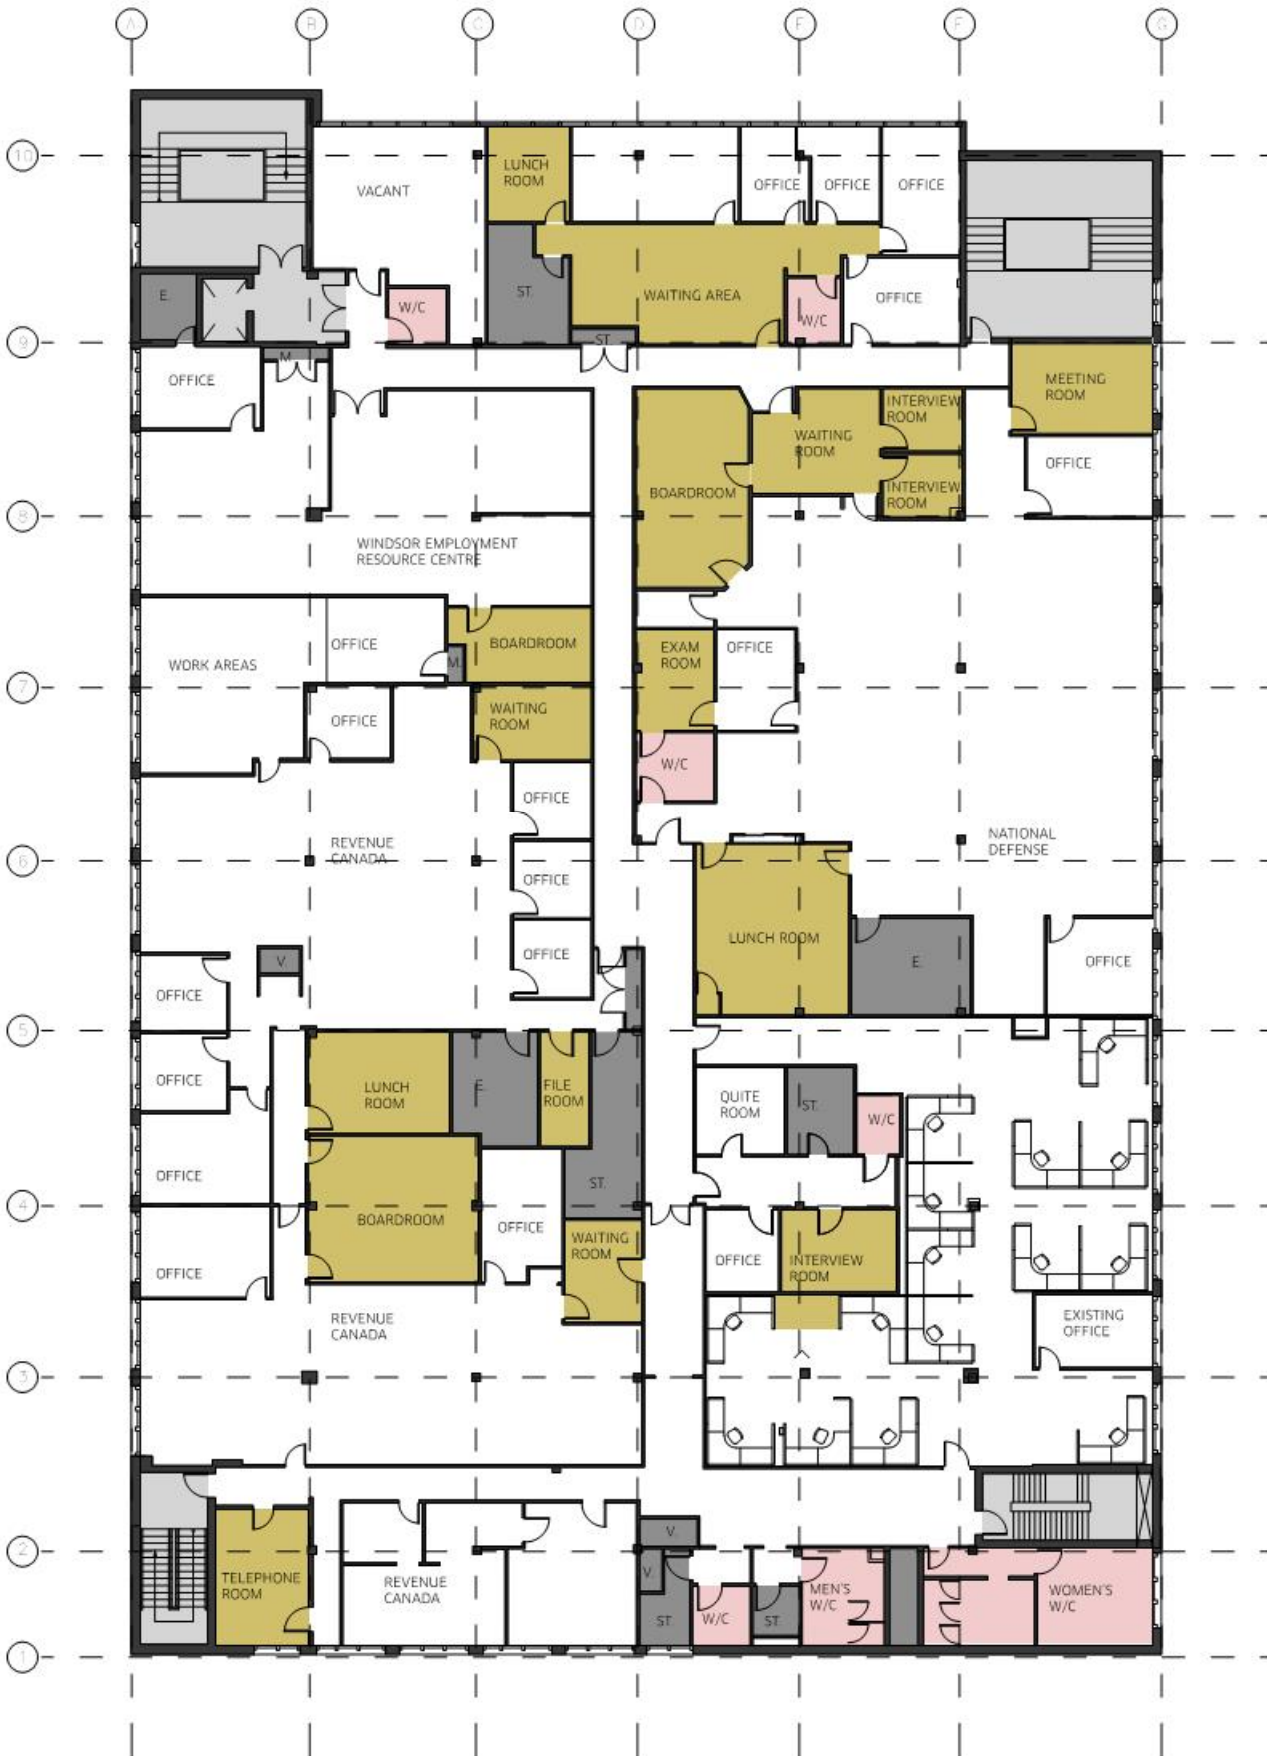 A B C D E F G
10
LUNCH
ROOM
VACANT
OFFICE
OFFICE
OFFICE
E.
W/C
ST.
WAITING AREA
W/C
OFFICE
9
ST.
M.
OFFICE
MEETING
ROOM
INTERVIEW
ROOM
WAITING
ROOM
OFFICE
BOARDROOM
INTERVIEW
ROOM
8
WINDSOR EMPLOYMENT
RESOURCE CENTRE
OFFICE
BOARDROOM
EXAM
ROOM
OFFICE
WORK AREAS
M.
7
OFFICE
WAITING
ROOM
W/C
OFFICE
REVENUE
CANADA
NATIONAL
DEFENSE
6
OFFICE
LUNCH ROOM
OFFICE
V.
E.
OFFICE
OFFICE
5
OFFICE
LUNCH
ROOM
E.
FILE
ROOM
QUITE
ROOM
ST.
W/C
OFFICE
ST.
4
BOARDROOM
OFFICE
WAITING
ROOM
OFFICE
INTERVIEW
ROOM
OFFICE
REVENUE
CANADA
EXISTING
OFFICE
3
2
V.
TELEPHONE
ROOM
REVENUE
CANADA
V.
MEN'S
W/C
WOMEN'S
W/C
ST.
W/C
ST.
1